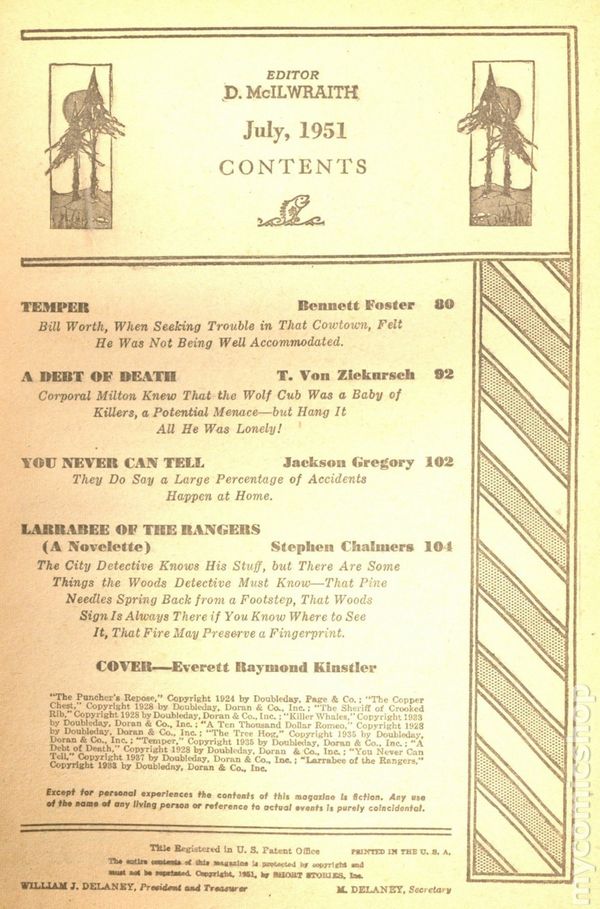 EDITOR
D. McILWRAITH
July, 1951
CONTENTS
TEMPER Bennett Foster 80
Bill Worth, When Seeking Trouble in That Cowtown, Felt
He Was Not Being Well Accommodated.
A DEBT OF DEATH T. Von Ziekursch 92
Corporal Milton Knew That the Wolf Cub Was a Baby of
Killers, a Potential Menace—but Hang It
All He Was Lonely!
YOU NEVER CAN TELL Jackson Gregory 102
They Do Say a Large Percentage of Accidents
Happen at Home.
LARRABEE OF THE RANGERS
(A Novelette) Stephen Chalmers 104
The City Detective Knows His Stuff, but There Are Some
Things the Woods Detective Must Know—That Pine
Needles Spring Back from a Footstep, That Woods
Sign Is Always There if You Know Where to See
It, That Fire May Preserve a Fingerprint.
COVER—Everett Raymond Kinstler
"The Puncher's Repose," Copyright 1924 by Doubleday, Page & Co.; "The Copper
Chest," Copyright 1928 by Doubleday, Doran & Co., Inc.; "The Sheriff of Crooked
Rib," Copyright 1928 by Doubleday, Doran & Co., Inc.; "Killer Whales," Copyright 1933
by Doubleday, Doran & Co., Inc.; "A Ten Thousand Dollar Romeo," Copyright 1928
by Doubleday, Doran & Co., Inc.; "The Tree Hog," Copyright 1935 by Doubleday,
Doran & Co., Inc.; "Temper," Copyright 1935 by Doubleday, Doran & Co., Inc.; "A
Debt of Death," Copyright 1928 by Doubleday, Doran & Co., Inc.; "You Never Can
Tell," Copyright 1937 by Doubleday, Doran & Co., Inc.; "Larrabee of the Rangers,"
Copyright 1933 by Doubleday, Doran & Co., Inc.
Except for personal experiences the contents of this magazine is fiction. Any use
of the name of any living person or reference to actual events is purely coincidental.
Title Registered in U. S. Patent Office PRINTED IN THE U. S. A.
The entire contents of this magazine is protected by copyright and
must not be reprinted. Copyright, 1951, by SHORT STORIES, Inc.
WILLIAM J. DELANEY, President and Treasurer M. DELANEY, Secretary
mycomicshop